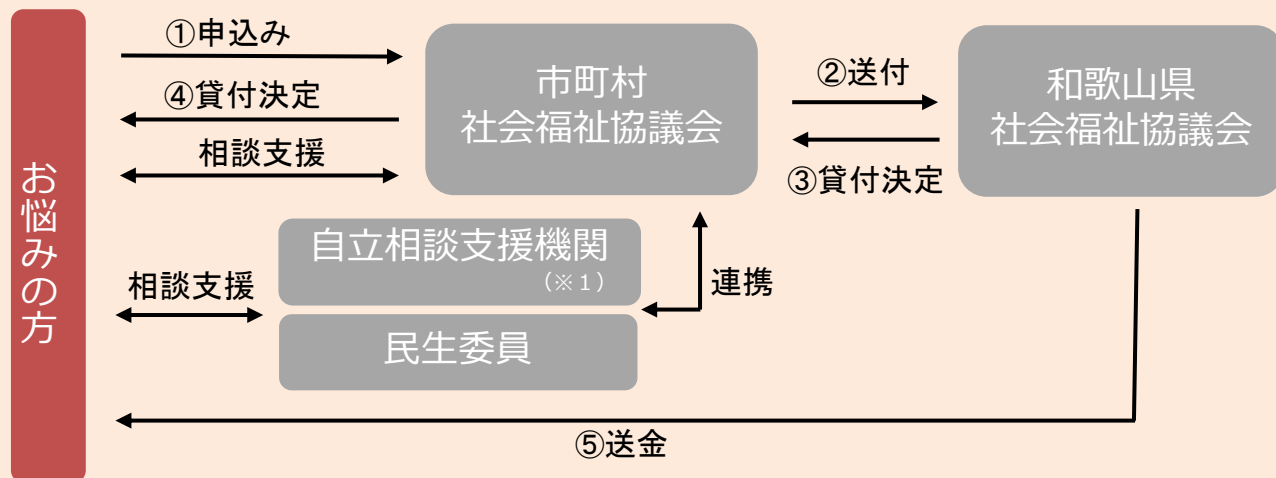 お悩みの方
①申込み
④貸付決定
相談支援
市町村
社会福祉協議会
②送付
③貸付決定
和歌山県
社会福祉協議会
相談支援
自立相談支援機関
(※1)
民生委員
連携
⑤送金